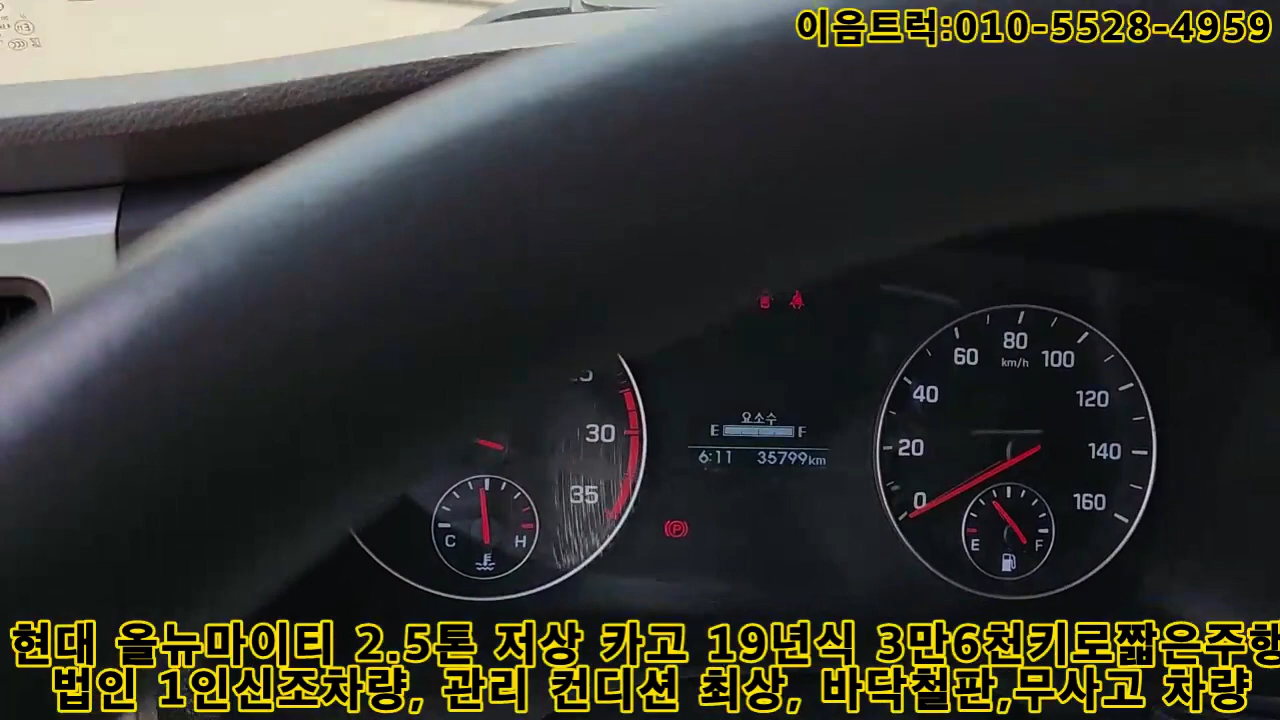 이음트럭:010-5528-4959
80
60
100
km/h
40
120
30
요소수
E F
20
140
6:11 35799km
35
0
160
C H
E F
P
현대 올뉴마이티 2.5톤 저상 카고 19년식 3만6천키로짧은주행
법인 1인신조차량, 관리 컨디션 최상, 바닥철판,무사고 차량